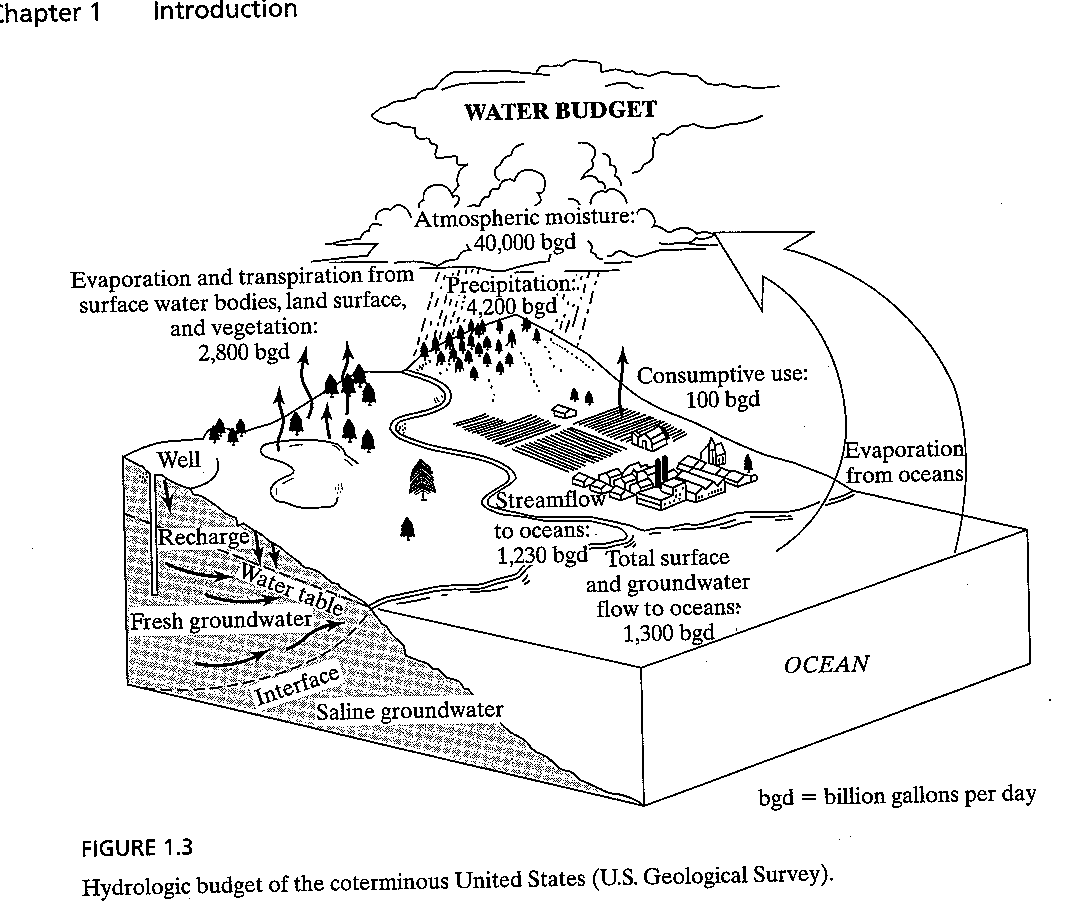 Chapter 1 Introduction
WATER BUDGET
Atmospheric moisture:
40,000 bgd
Evaporation and transpiration from
surface water bodies, land surface,
and vegetation:
2,800 bgd
Precipitation:
4,200 bgd
Consumptive use:
100 bgd
Evaporation
from oceans
Well
Streamflow
to oceans:
1,230 bgd
Recharge
Water table
Total surface
and groundwater
flow to oceans:
1,300 bgd
Fresh groundwater
Interface
Saline groundwater
OCEAN
bgd = billion gallons per day
FIGURE 1.3
Hydrologic budget of the coterminous United States (U.S. Geological Survey).